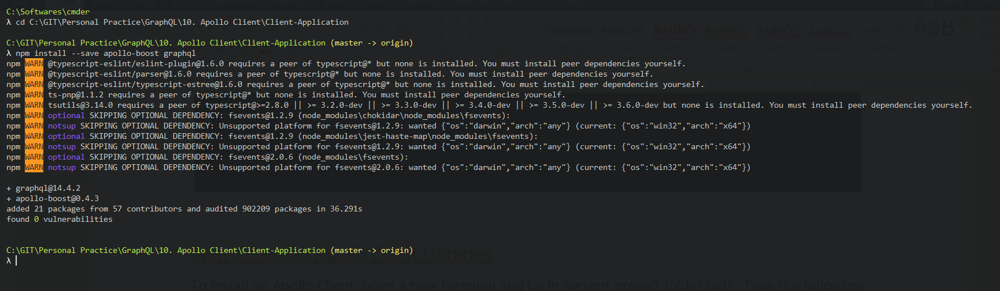 C:\Softwares\cmder
λ cd C:\GIT\Personal Practice\GraphQL\10. Apollo Client\Client-Application
C:\GIT\Personal Practice\GraphQL\10. Apollo Client\Client-Application (master -> origin)
λ npm install --save apollo-boost graphql
npm WARN @typescript-eslint/eslint-plugin@1.6.0 requires a peer of typescript@* but none is installed. You must install peer dependencies yourself.
npm WARN @typescript-eslint/parser@1.6.0 requires a peer of typescript@* but none is installed. You must install peer dependencies yourself.
npm WARN @typescript-eslint/typescript-estree@1.6.0 requires a peer of typescript@* but none is installed. You must install peer dependencies yourself.
npm WARN ts-pnp@1.1.2 requires a peer of typescript@* but none is installed. You must install peer dependencies yourself.
npm WARN tsutils@3.14.0 requires a peer of typescript@>=2.8.0 || >= 3.2.0-dev || >= 3.3.0-dev || >= 3.4.0-dev || >= 3.5.0-dev || >= 3.6.0-dev but none is installed. You must install peer dependencies yourself.
npm WARN optional SKIPPING OPTIONAL DEPENDENCY: fsevents@1.2.9 (node_modules\chokidar\node_modules\fsevents):
npm WARN notsup SKIPPING OPTIONAL DEPENDENCY: Unsupported platform for fsevents@1.2.9: wanted {"os":"darwin","arch":"any"} (current: {"os":"win32","arch":"x64"})
npm WARN optional SKIPPING OPTIONAL DEPENDENCY: fsevents@1.2.9 (node_modules\jest-haste-map\node_modules\fsevents):
npm WARN notsup SKIPPING OPTIONAL DEPENDENCY: Unsupported platform for fsevents@1.2.9: wanted {"os":"darwin","arch":"any"} (current: {"os":"win32","arch":"x64"})
npm WARN optional SKIPPING OPTIONAL DEPENDENCY: fsevents@2.0.6 (node_modules\fsevents):
npm WARN notsup SKIPPING OPTIONAL DEPENDENCY: Unsupported platform for fsevents@2.0.6: wanted {"os":"darwin","arch":"any"} (current: {"os":"win32","arch":"x64"})
+ graphql@14.4.2
+ apollo-boost@0.4.3
added 21 packages from 57 contributors and audited 902209 packages in 36.291s
found 0 vulnerabilities
C:\GIT\Personal Practice\GraphQL\10. Apollo Client\Client-Application (master -> origin)
λ
Install Apollo Client Libraries
To install an Apollo Client, open a new terminal and be in current project folder path. Type the following